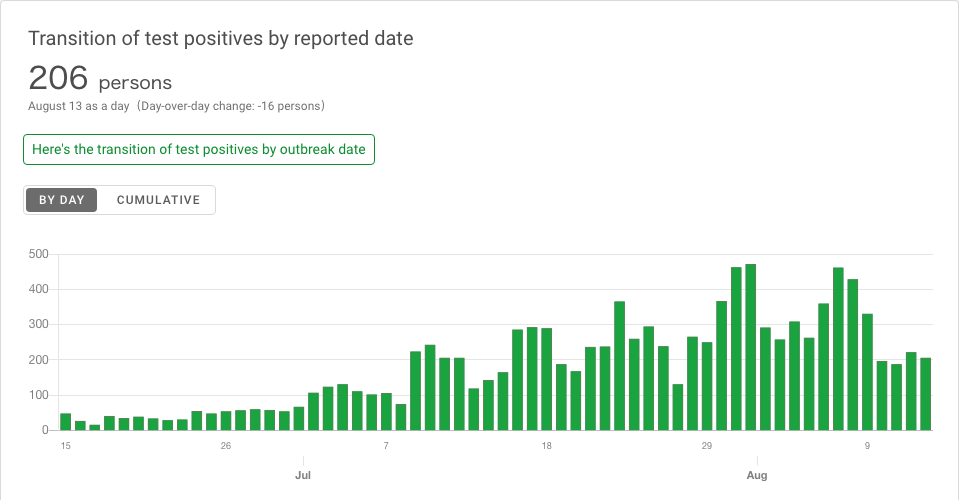 Transition of test positives by reported date
206 persons
August 13 as a day（Day-over-day change: -16 persons）
Here's the transition of test positives by outbreak date
BY DAY CUMULATIVE
500
400
300
200
100
0
15 26 7 18 29 9
Jul Aug